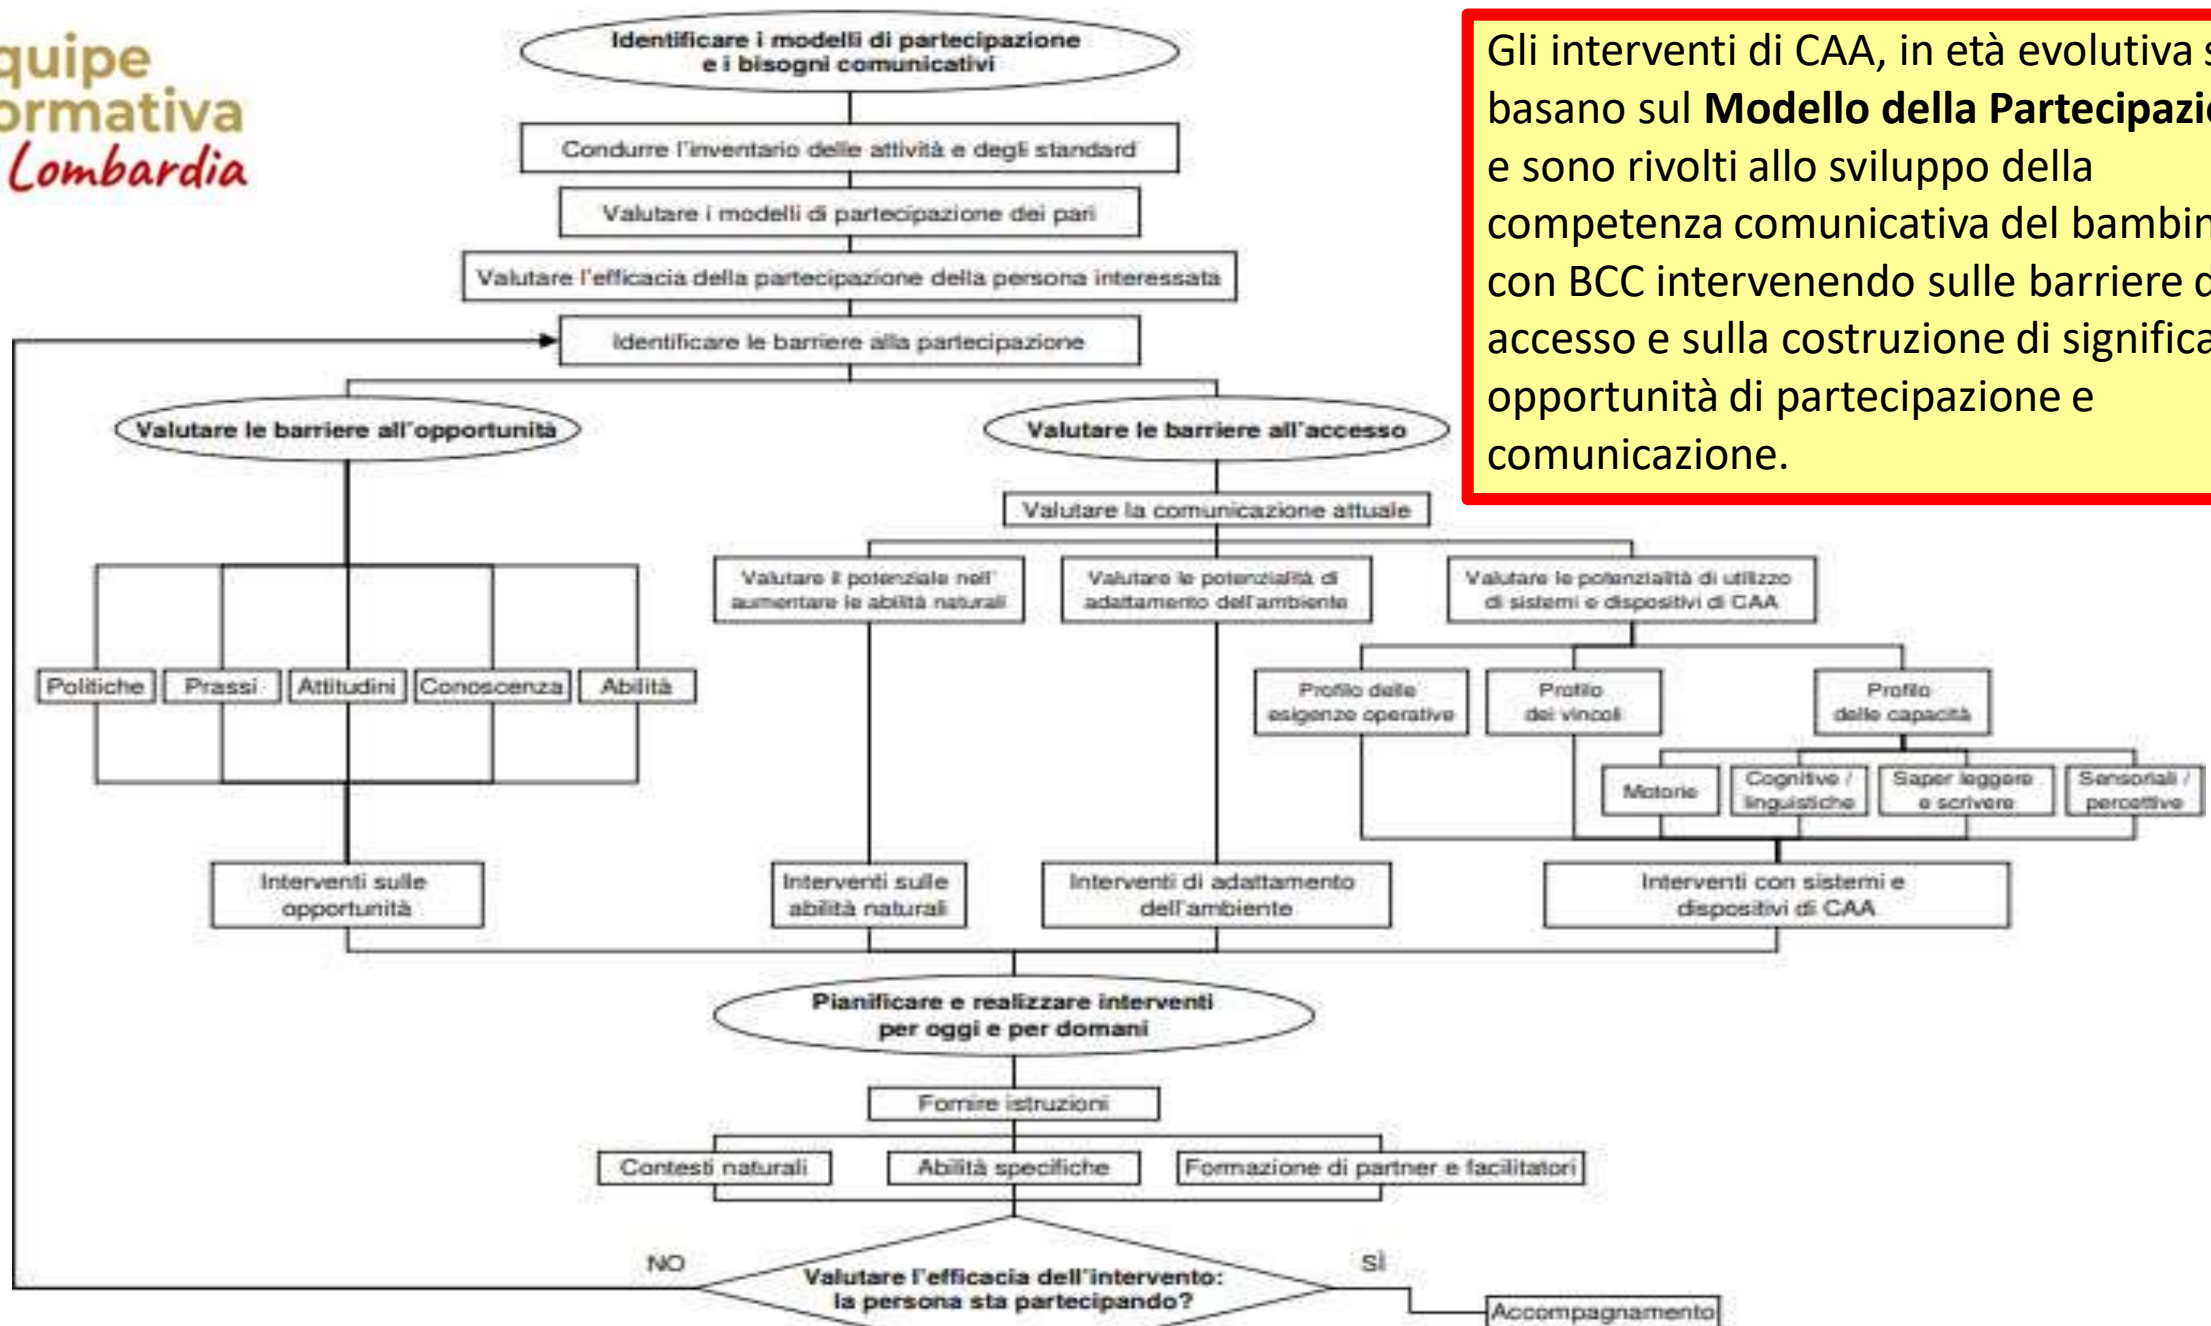 quipe
ormativa
Lombardia
Identificare i modelli di partecipazione
e i bisogni comunicativi
Gli interventi di CAA, in età evolutiva s
basano sul Modello della Partecipazi
e sono rivolti allo sviluppo della
competenza comunicativa del bambin
con BCC intervenendo sulle barriere d
accesso e sulla costruzione di significa
opportunità di partecipazione e
comunicazione.
Condurre l'inventario delle attività e degli standard
Valutare i modelli di partecipazione dei pari
Valutare l'efficacia della partecipazione della persona interessata
Identificare le barriere alla partecipazione
Valutare le barriere all'opportunità
Valutare le barriere all'accesso
Valutare la comunicazione attuale
Valutare il potenziale nell'
aumentare le abilità naturali
Valutare le potenzialità di
adattamento dell'ambiente
Valutare le potenzialità di utilizzo
di sistemi e dispositivi di CAA
Politiche
Prassi
Attitudini
Conoscenza
Abilità
Profilo delle
esigenze operative
Profilo
dei vincoli
Profilo
delle capacità
Motorie
Cognitive /
linguistiche
Saper leggere
e scrivere
Sensoriali /
percettive
Interventi sulle
opportunità
Interventi sulle
abilità naturali
Interventi di adattamento
dell'ambiente
Interventi con sistemi e
dispositivi di CAA
Pianificare e realizzare interventi
per oggi e per domani
Fornire istruzioni
Contesti naturali
Abilità specifiche
Formazione di partner e facilitatori
NO
SÌ
Valutare l'efficacia dell'intervento:
la persona sta partecipando?
Accompagnamento